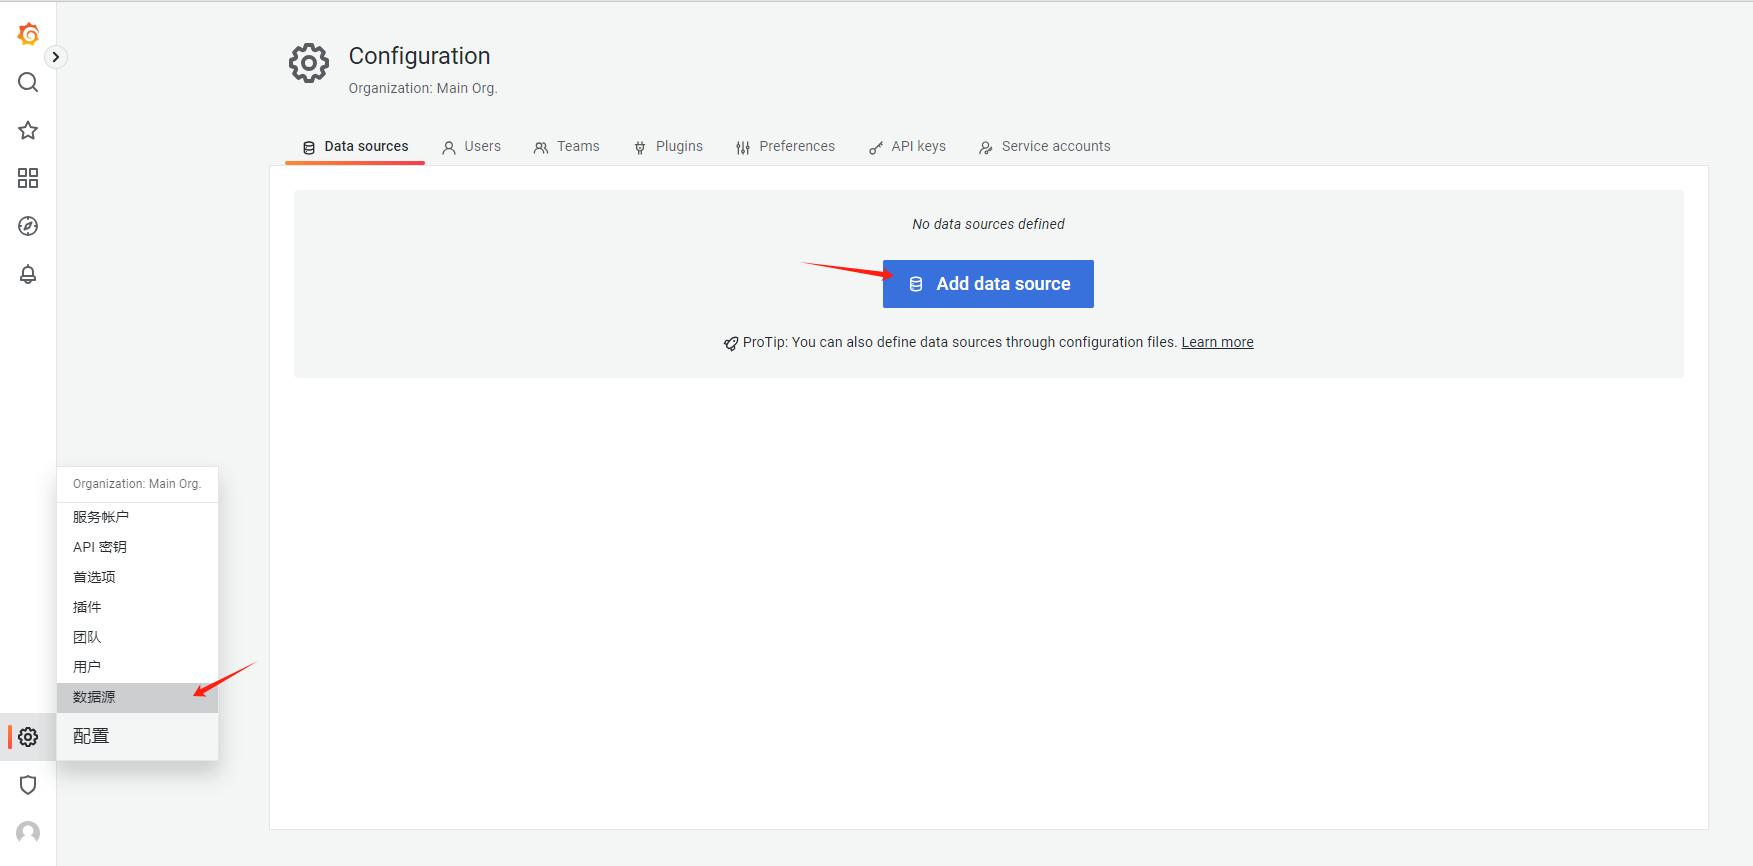 Configuration
Organization: Main Org.
Data sources Users Teams Plugins Preferences API keys Service accounts
No data sources defined
Add data source
ProTip: You can also define data sources through configuration files. Learn more
Organization: Main Org.
服务帐户
API 密钥
首选项
插件
团队
用户
数据源
配置